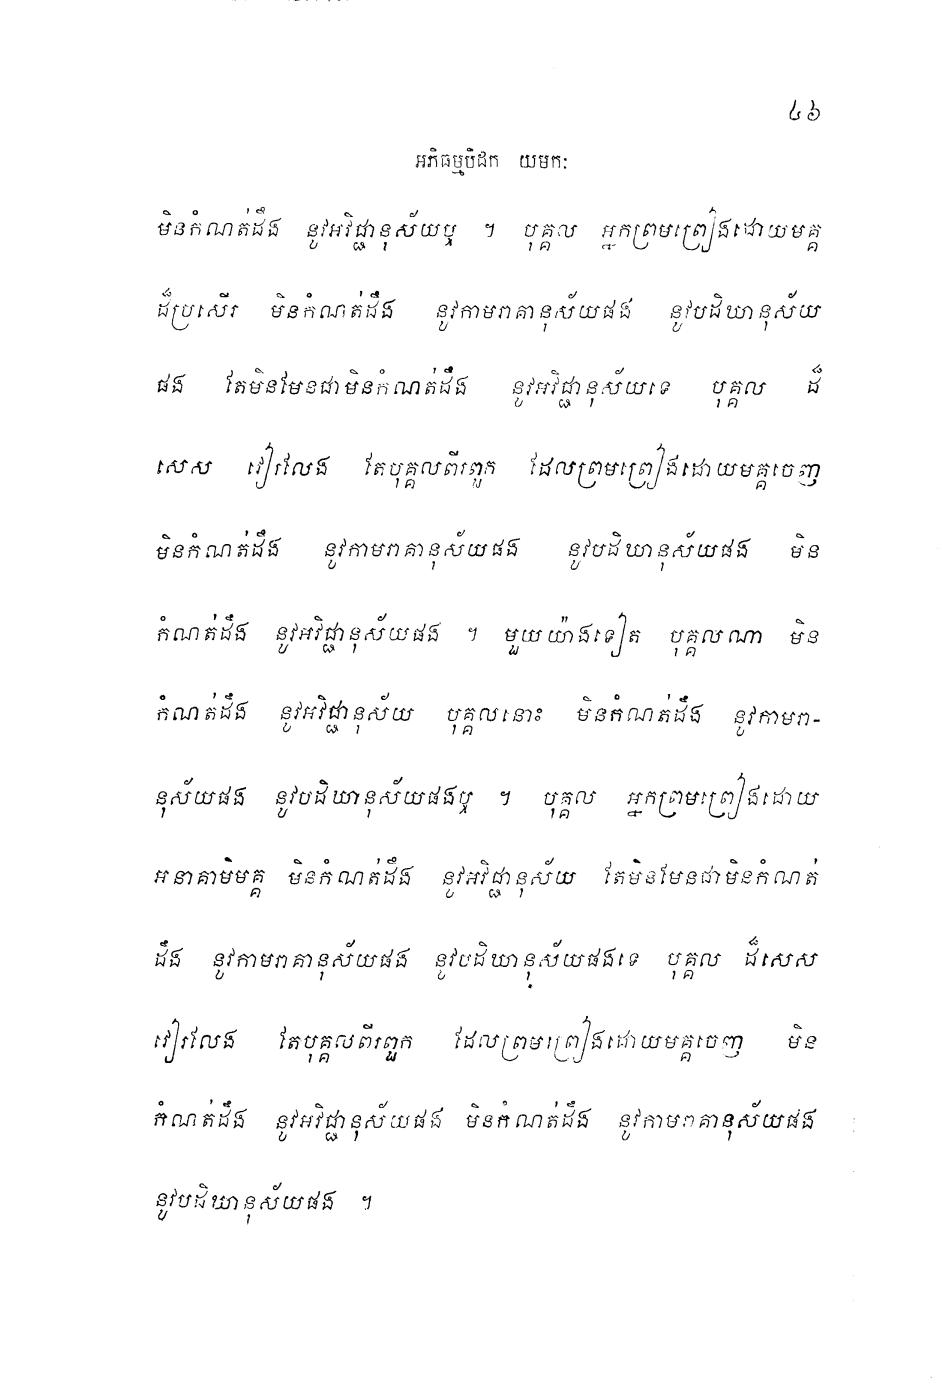 ៤៦
អភិធម្មបិដក យមកៈ
មិនកំណត់ដឹង នូវអវិជ្ជានុស័យឬ ។ បុគ្គល អ្នកព្រមព្រៀងដោយមគ្គ
ដ៏ប្រសើរ មិនកំណត់ដឹង នូវកាមរាគានុស័យផង នូវបដិឃានុស័យ
ផង តែមិនមែនជាមិនកំណត់ដឹង នូវអវិជ្ជានុស័យទេ បុគ្គល ដ៏
សេស វៀរលែង តែបុគ្គលពីរពួក ដែលព្រមព្រៀងដោយមគ្គចេញ
មិនកំណត់ដឹង នូវកាមរាគានុស័យផង នូវបដិឃានុស័យផង មិន
កំណត់ដឹង នូវអវិជ្ជានុស័យផង ។ មួយយ៉ាងទៀត បុគ្គលណា មិន
កំណត់ដឹង នូវអវិជ្ជានុស័យ បុគ្គលនោះ មិនកំណត់ដឹង នូវកាមរា-
នុស័យផង នូវបដិឃានុស័យផងឬ ។ បុគ្គល អ្នកព្រមព្រៀងដោយ
អនាគាមិមគ្គ មិនកំណត់ដឹង នូវអវិជ្ជានុស័យ តែមិនមែនជាមិនកំណត់
ដឹង នូវកាមរាគានុស័យផង នូវបដិឃានុស័យផងទេ បុគ្គល ដ៏សេស
វៀរលែង តែបុគ្គលពីរពួក ដែលព្រមព្រៀងដោយមគ្គចេញ មិន
កំណត់ដឹង នូវអវិជ្ជានុស័យផង មិនកំណត់ដឹង នូវកាមរាគានុស័យផង
នូវបដិឃានុស័យផង ។